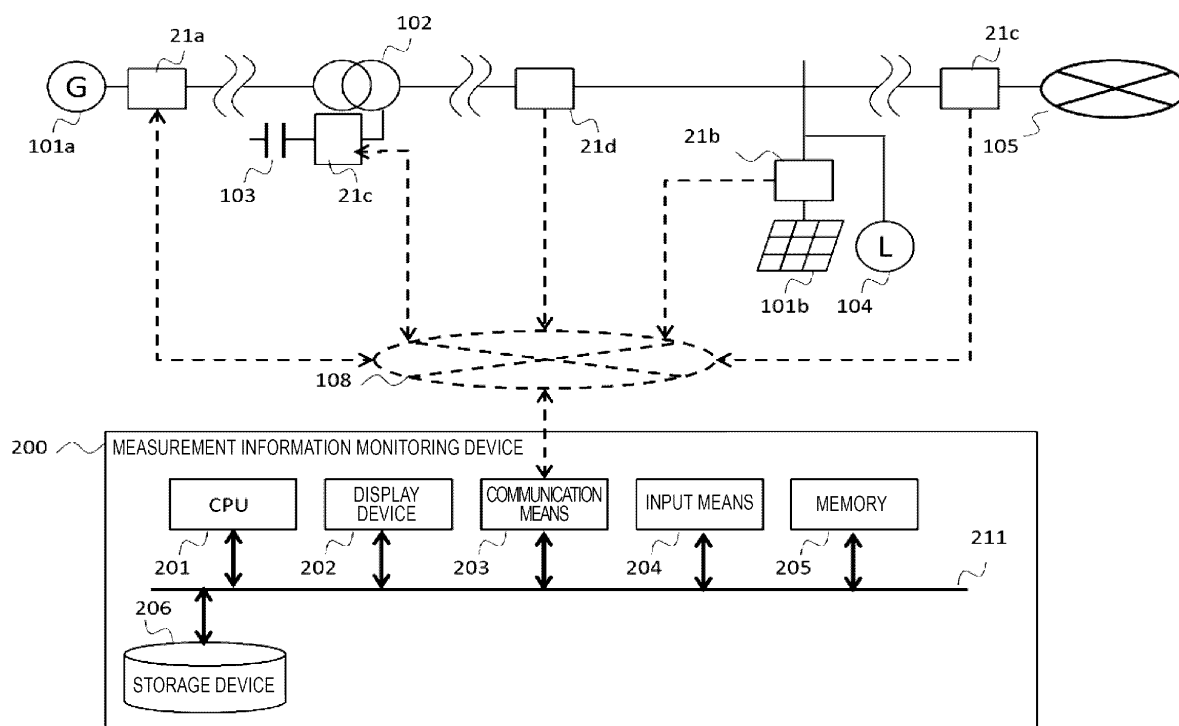 102
21a
21c
G
101a
103
21c
21d
21b
105
L
101b
104
108
200
MEASUREMENT INFORMATION MONITORING DEVICE
CPU
DISPLAY
DEVICE
COMMUNICATION
MEANS
INPUT MEANS
MEMORY
201
202
203
204
205
211
206
STORAGE DEVICE